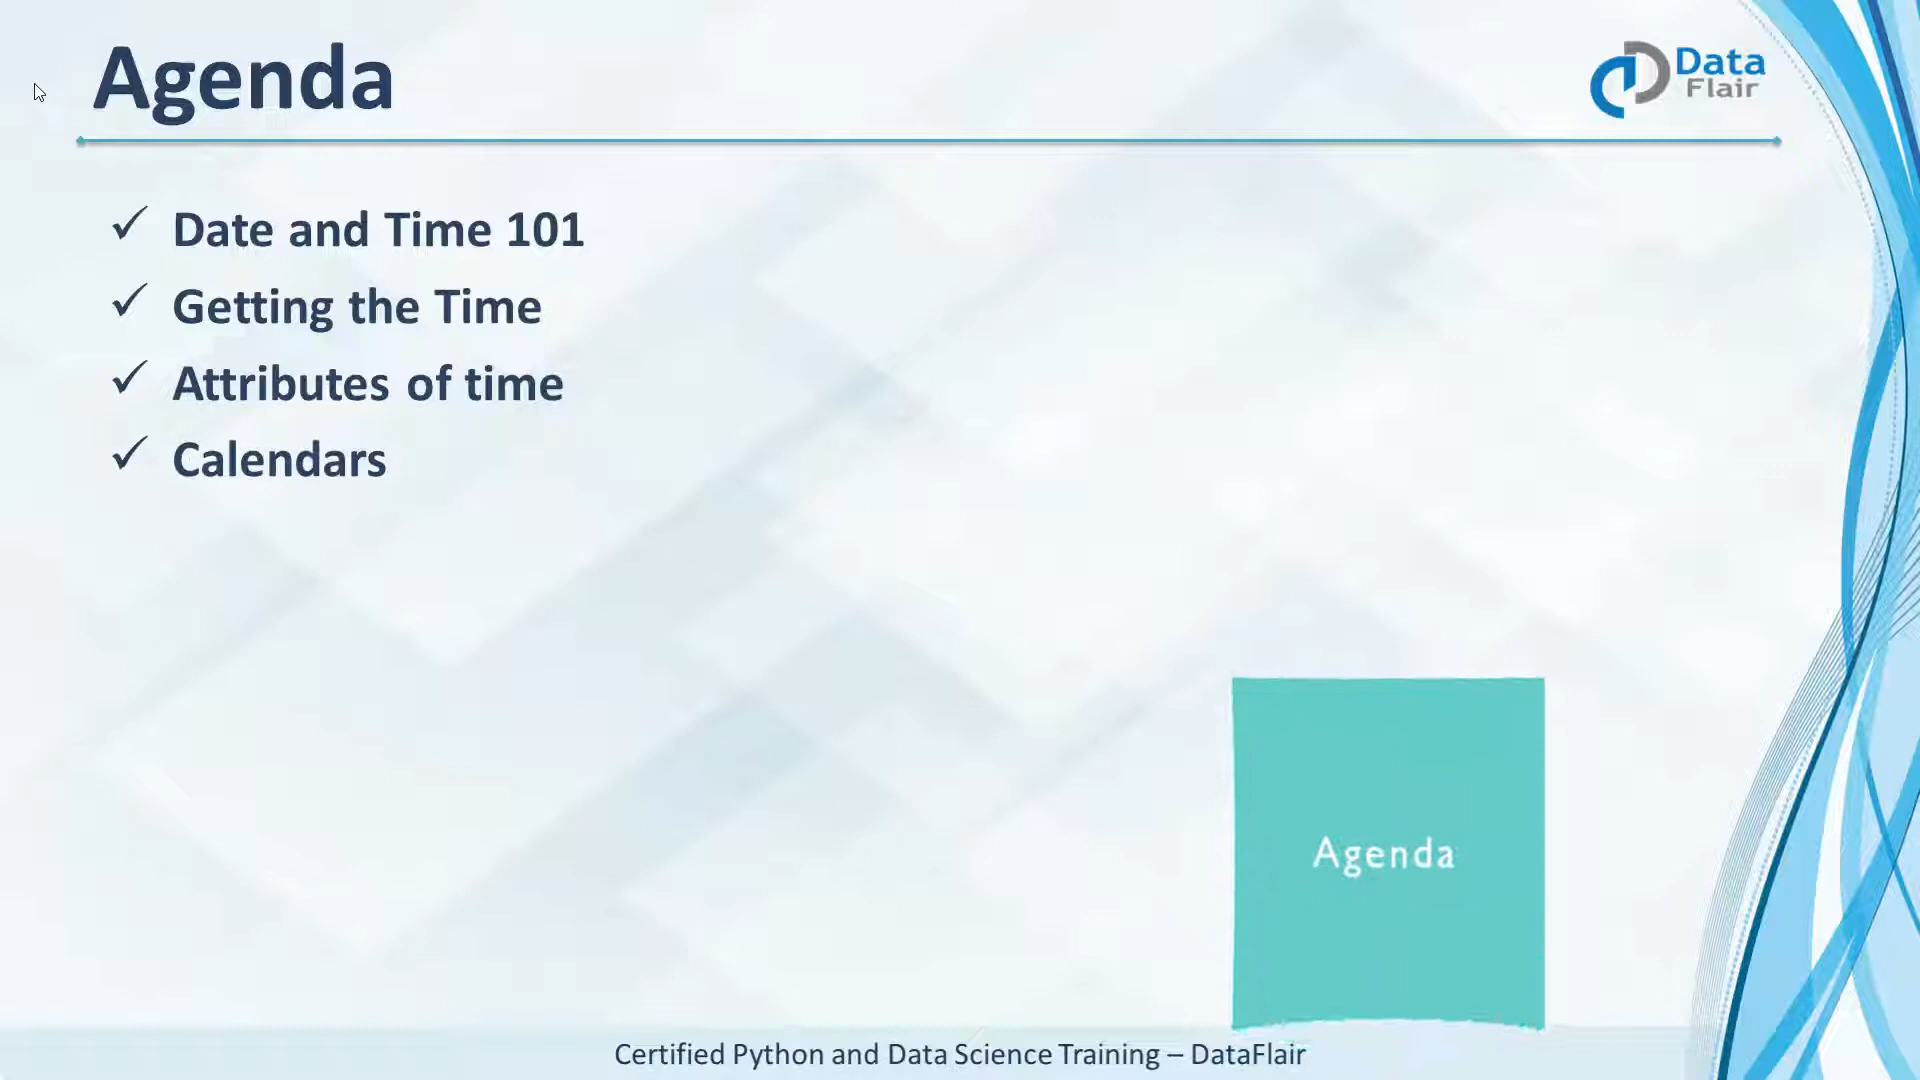 Agenda
Data
Flair
Date and Time 101
Getting the Time
Attributes of time
Calendars
Agenda
Certified Python and Data Science Training – DataFlair